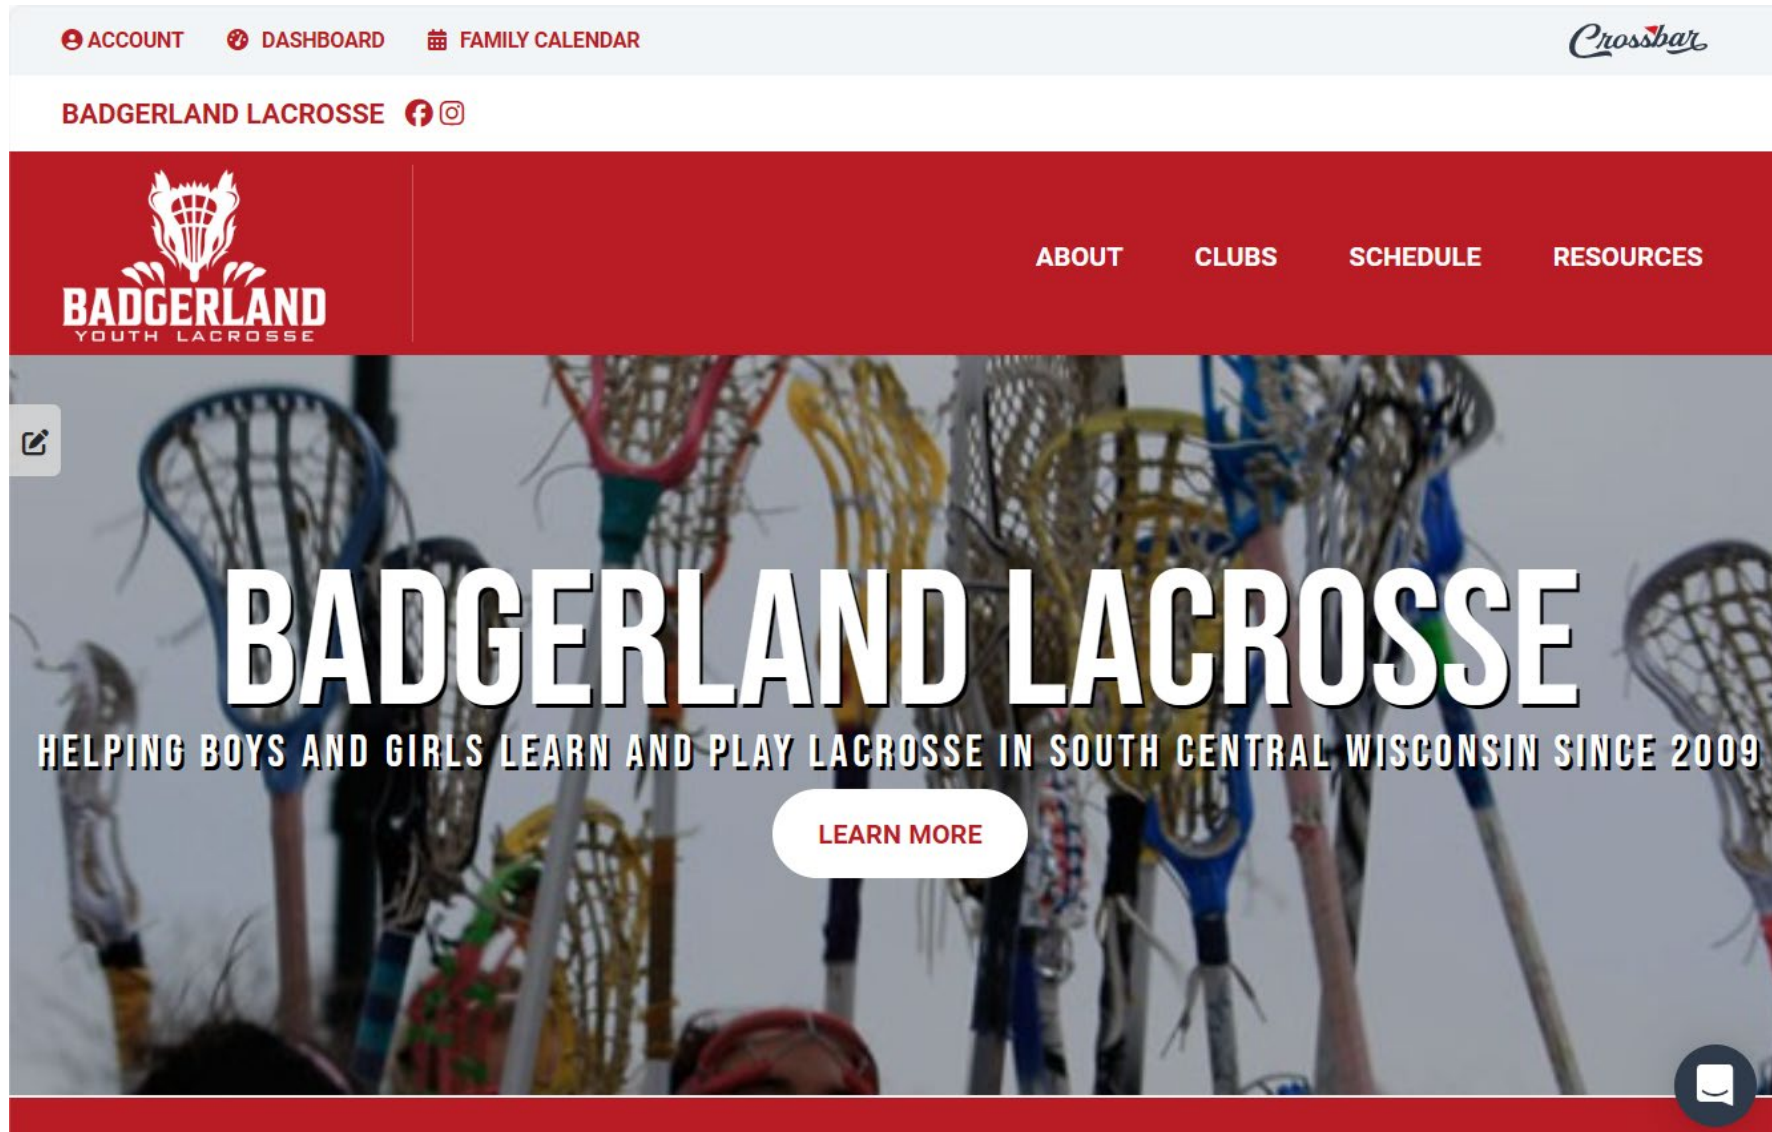 ACCOUNT DASHBOARD FAMILY CALENDAR Crossbar
BADGERLAND LACROSSE
BADGERLAND
YOUTH LACROSSE
ABOUT CLUBS SCHEDULE RESOURCES
BADGERLAND LACROSSE
HELPING BOYS AND GIRLS LEARN AND PLAY LACROSSE IN SOUTH CENTRAL WISCONSIN SINCE 2009
LEARN MORE